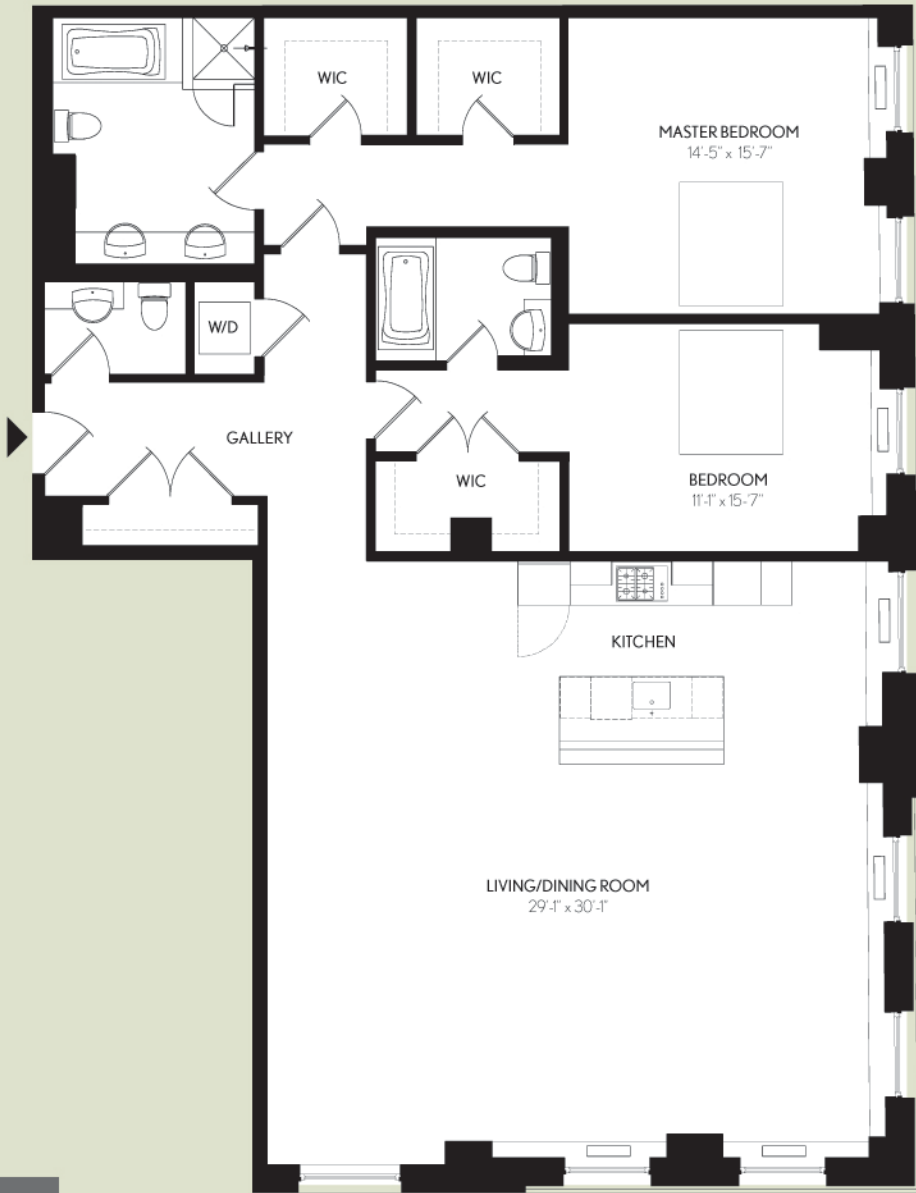 WIC
WIC
MASTER BEDROOM
14'-5" x 15'-7"
W/D
GALLERY
WIC
BEDROOM
11'-1" x 15'-7"
KITCHEN
LIVING/DINING ROOM
29'-1" x 30'-1"